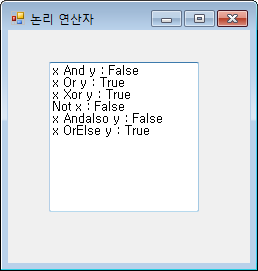 논리 연산자
x And y : False
x Or y : True
x Xor y : True
Not x : False
x Andalso y : False
x OrElse y : True